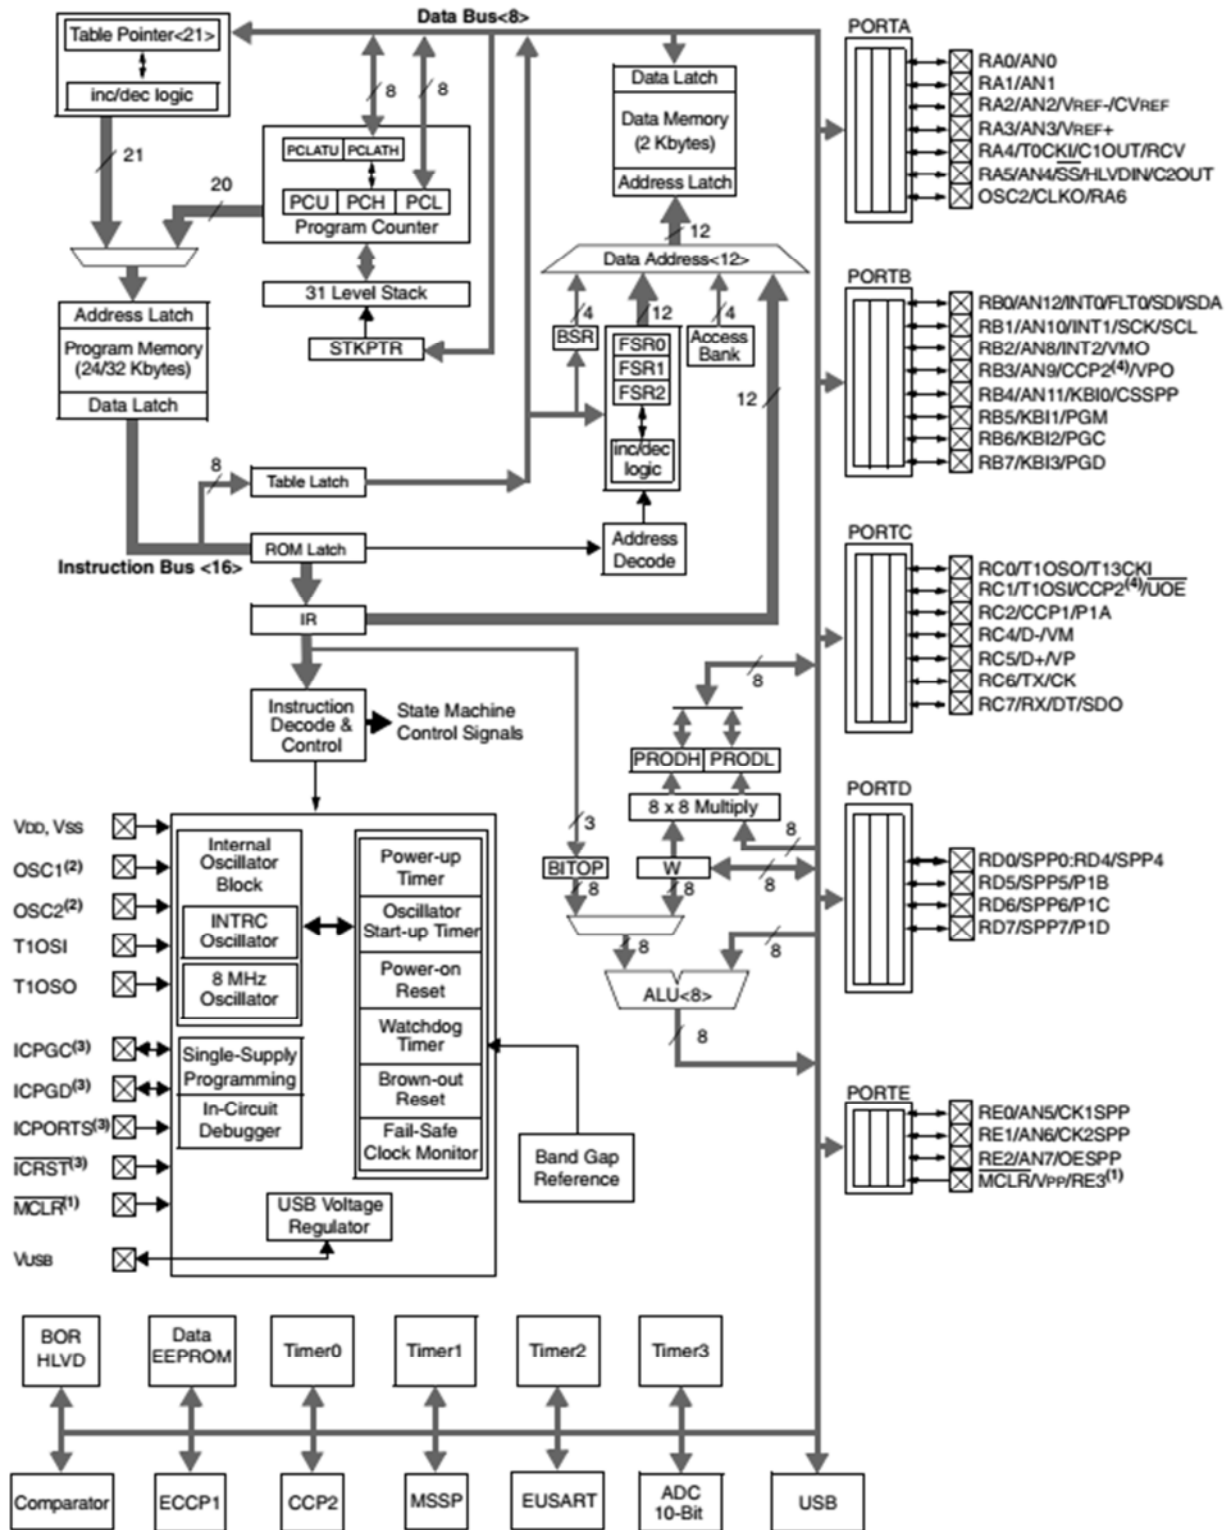 Data Bus<8>
Table Pointer<21>
inc/dec logic
21
20
8
8
PCLATU PCLATH
PCU PCH PCL
Program Counter
31 Level Stack
STKPTR
Address Latch
Program Memory
(24/32 Kbytes)
Data Latch
8
Table Latch
ROM Latch
Instruction Bus <16>
IR
Instruction
Decode &
Control
State Machine
Control Signals
Data Latch
Data Memory
(2 Kbytes)
Address Latch
12
Data Address<12>
4
12
4
BSR
FSR0
FSR1
FSR2
inc/dec
logic
Access
Bank
12
Address
Decode
8
PRODH PRODL
8 x 8 Multiply
3
8
BITOP
W
8
8
8
8
8
ALU<8>
8
VDD, VSS
OSC1(2)
OSC2(2)
T1OSI
T1OSO
ICPGC(3)
ICPGD(3)
ICPORTS(3)
ICRST(3)
MCLR(1)
VUSB
Internal
Oscillator
Block
INTRC
Oscillator
8 MHz
Oscillator
Single-Supply
Programming
In-Circuit
Debugger
Power-up
Timer
Oscillator
Start-up Timer
Power-on
Reset
Watchdog
Timer
Brown-out
Reset
Fail-Safe
Clock Monitor
USB Voltage
Regulator
Band Gap
Reference
PORTA
RA0/AN0
RA1/AN1
RA2/AN2/VREF-/CVREF
RA3/AN3/VREF+
RA4/T0CKI/C1OUT/RCV
RA5/AN4/SS/HLVDIN/C2OUT
OSC2/CLKO/RA6
PORTB
RB0/AN12/INT0/FLT0/SDI/SDA
RB1/AN10/INT1/SCK/SCL
RB2/AN8/INT2/VMO
RB3/AN9/CCP2(4)/VPO
RB4/AN11/KBI0/CSSPP
RB5/KBI1/PGM
RB6/KBI2/PGC
RB7/KBI3/PGD
PORTC
RC0/T1OSO/T13CKI
RC1/T1OSI/CCP2(4)/UOE
RC2/CCP1/P1A
RC4/D-/VM
RC5/D+/VP
RC6/TX/CK
RC7/RX/DT/SDO
PORTD
RD0/SPP0:RD4/SPP4
RD5/SPP5/P1B
RD6/SPP6/P1C
RD7/SPP7/P1D
PORTE
RE0/AN5/CK1SPP
RE1/AN6/CK2SPP
RE2/AN7/OESPP
MCLR/VPP/RE3(1)
BOR
HLVD
Data
EEPROM
Timer0
Timer1
Timer2
Timer3
Comparator
ECCP1
CCP2
MSSP
EUSART
ADC
10-Bit
USB